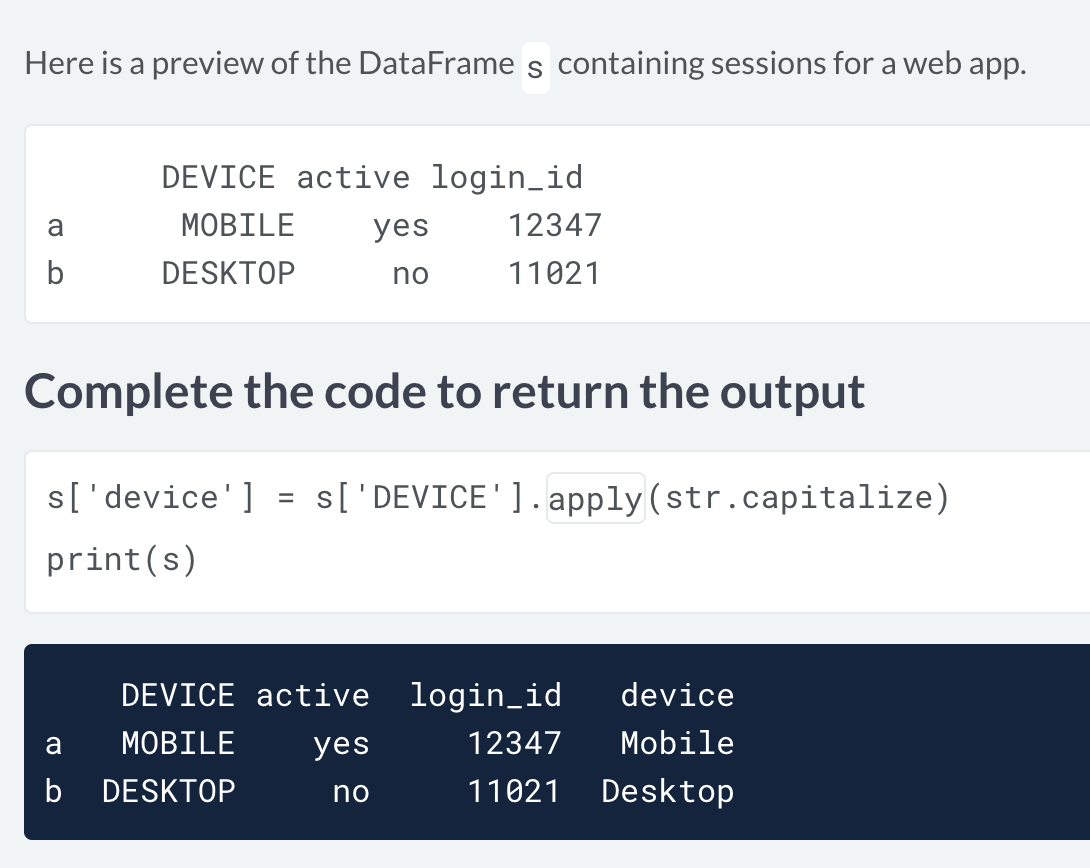 Here is a preview of the DataFrame s containing sessions for a web app.
DEVICE active login_id
a MOBILE yes 12347
b DESKTOP no 11021
Complete the code to return the output
s['device'] = s['DEVICE'].apply(str.capitalize)
print(s)
DEVICE active login_id device
a MOBILE yes 12347 Mobile
b DESKTOP no 11021 Desktop